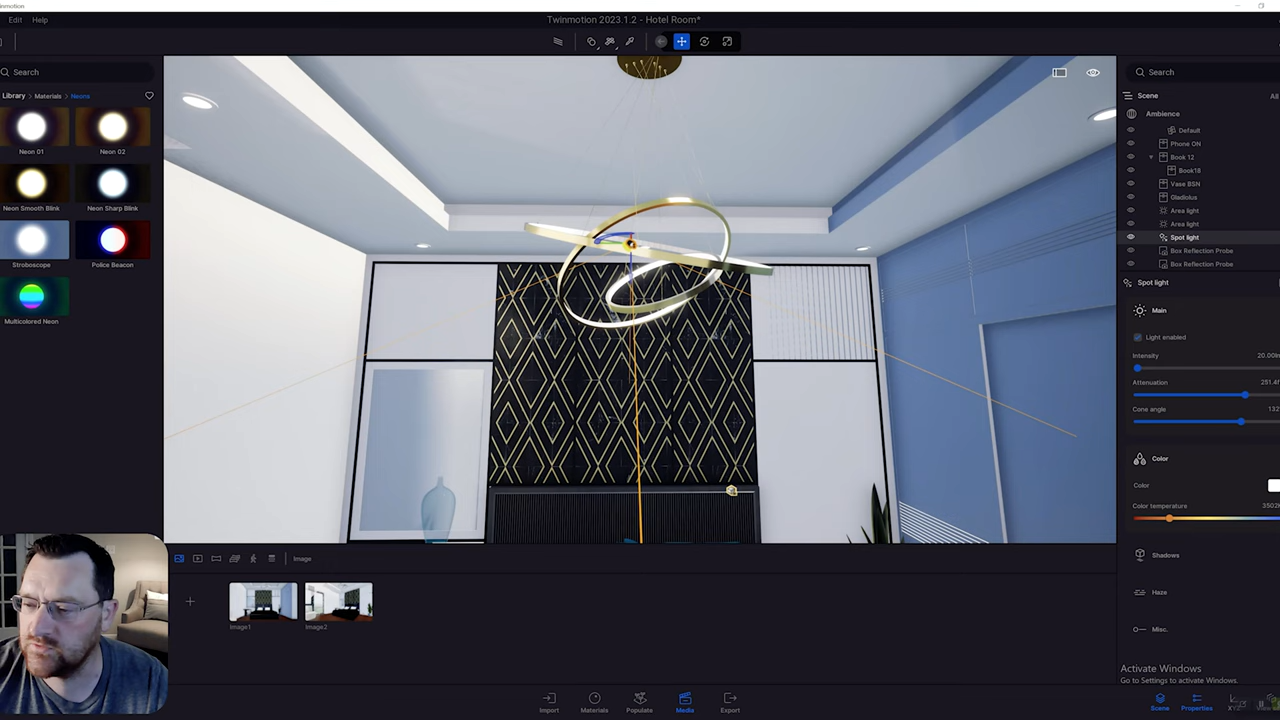 inmotion
Edit Help
Twinmotion 2023.1.2 - Hotel Room*
Search
Library Materials Neons
Neon 01
Neon 02
Neon Smooth Blink
Neon Sharp Blink
Stroboscope
Police Beacon
Multicolored Neon
Search
Scene
All
Ambience
Default
Phone ON
Book 12
Book18
Vase BSN
Gladiolus
Area light
Area light
Spot light
Box Reflection Probe
Box Reflection Probe
Spot light
Main
Light enabled
Intensity
Attenuation
Cone angle
132
Color
Color
Color temperature
3502K
Shadows
Haze
Misc.
Image
Image1
Image2
Activate Windows
Go to Settings to activate Windows.
Import
Materials
Populate
Media
Export
Scene
Properties